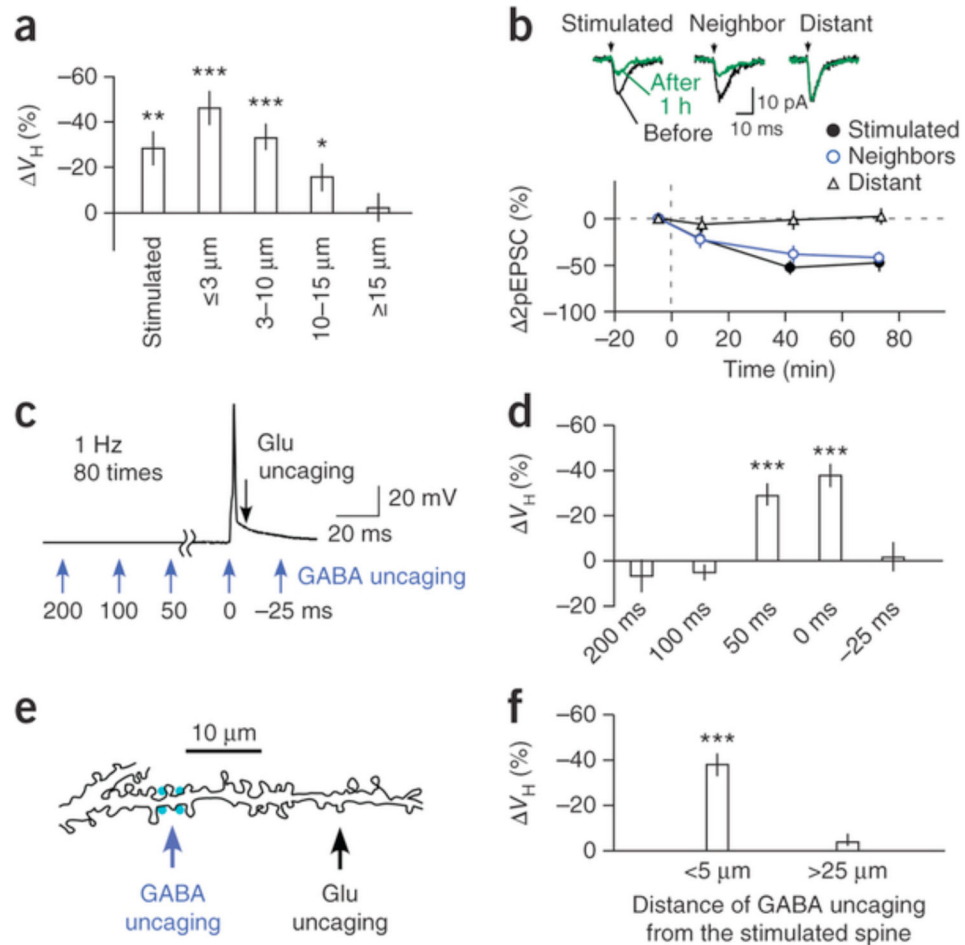 a
ΔVH (%)
–60
–40
–20
0
**
***
***
*
Stimulated
≤3 μm
3–10 μm
10–15 μm
≥15 μm
b
Stimulated Neighbor Distant
After
1 h
Before
10 pA
10 ms
Stimulated
Neighbors
Distant
Δ2pEPSC (%)
0
–50
–100
–20 0 20 40 60 80
Time (min)
c
1 Hz
80 times
Glu
uncaging
20 mV
20 ms
GABA uncaging
200 100 50 0 –25 ms
d
ΔVH (%)
–60
–40
–20
0
–20
***
***
200 ms
100 ms
50 ms
0 ms
–25 ms
e
10 μm
GABA
uncaging
Glu
uncaging
f
ΔVH (%)
–60
–40
–20
0
***
<5 μm >25 μm
Distance of GABA uncaging
from the stimulated spine